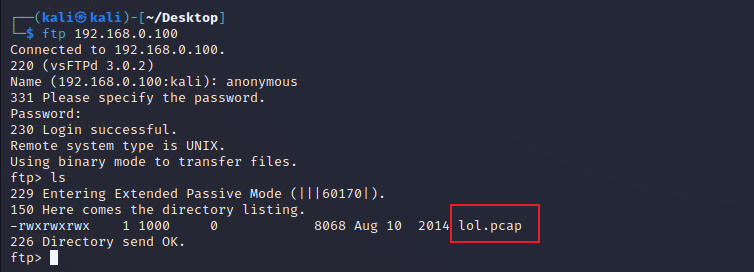 ┌──(kali㉿kali)-[~/Desktop]
└─$ ftp 192.168.0.100
Connected to 192.168.0.100.
220 (vsFTPd 3.0.2)
Name (192.168.0.100:kali): anonymous
331 Please specify the password.
Password:
230 Login successful.
Remote system type is UNIX.
Using binary mode to transfer files.
ftp> ls
229 Entering Extended Passive Mode (|||60170|).
150 Here comes the directory listing.
-rwxrwxrwx    1 1000     0            8068 Aug 10  2014 lol.pcap
226 Directory send OK.
ftp>